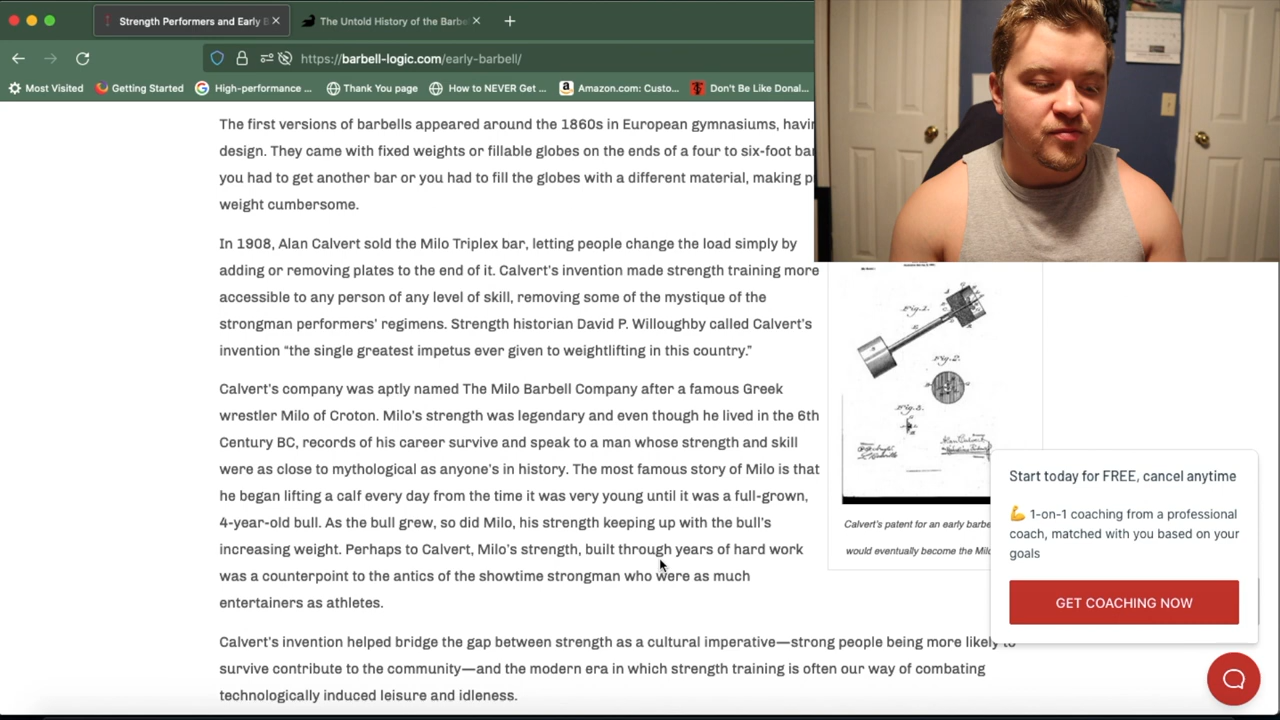 Strength Performers and Early B
The Untold History of the Barbe
https://barbell-logic.com/early-barbell/
Most Visited
Getting Started
High-performance ...
Thank You page
How to NEVER Get ...
Amazon.com: Custo...
Don't Be Like Donal...
The first versions of barbells appeared around the 1860s in European gymnasiums, havin
design. They came with fixed weights or fillable globes on the ends of a four to six-foot bar
you had to get another bar or you had to fill the globes with a different material, making p
weight cumbersome.
In 1908, Alan Calvert sold the Milo Triplex bar, letting people change the load simply by
adding or removing plates to the end of it. Calvert's invention made strength training more
accessible to any person of any level of skill, removing some of the mystique of the
strongman performers' regimens. Strength historian David P. Willoughby called Calvert's
invention “the single greatest impetus ever given to weightlifting in this country.”
Calvert's company was aptly named The Milo Barbell Company after a famous Greek
wrestler Milo of Croton. Milo's strength was legendary and even though he lived in the 6th
Century BC, records of his career survive and speak to a man whose strength and skill
were as close to mythological as anyone's in history. The most famous story of Milo is that
he began lifting a calf every day from the time it was very young until it was a full-grown,
4-year-old bull. As the bull grew, so did Milo, his strength keeping up with the bull's
increasing weight. Perhaps to Calvert, Milo's strength, built through years of hard work
was a counterpoint to the antics of the showtime strongman who were as much
entertainers as athletes.
Fig. 1.
Fig. 2.
Fig. 3.
Calvert's patent for an early barbe
would eventually become the Milo
Start today for FREE, cancel anytime
💪 1-on-1 coaching from a professional
coach, matched with you based on your
goals
GET COACHING NOW
Calvert's invention helped bridge the gap between strength as a cultural imperative—strong people being more likely to
survive contribute to the community—and the modern era in which strength training is often our way of combating
technologically induced leisure and idleness.